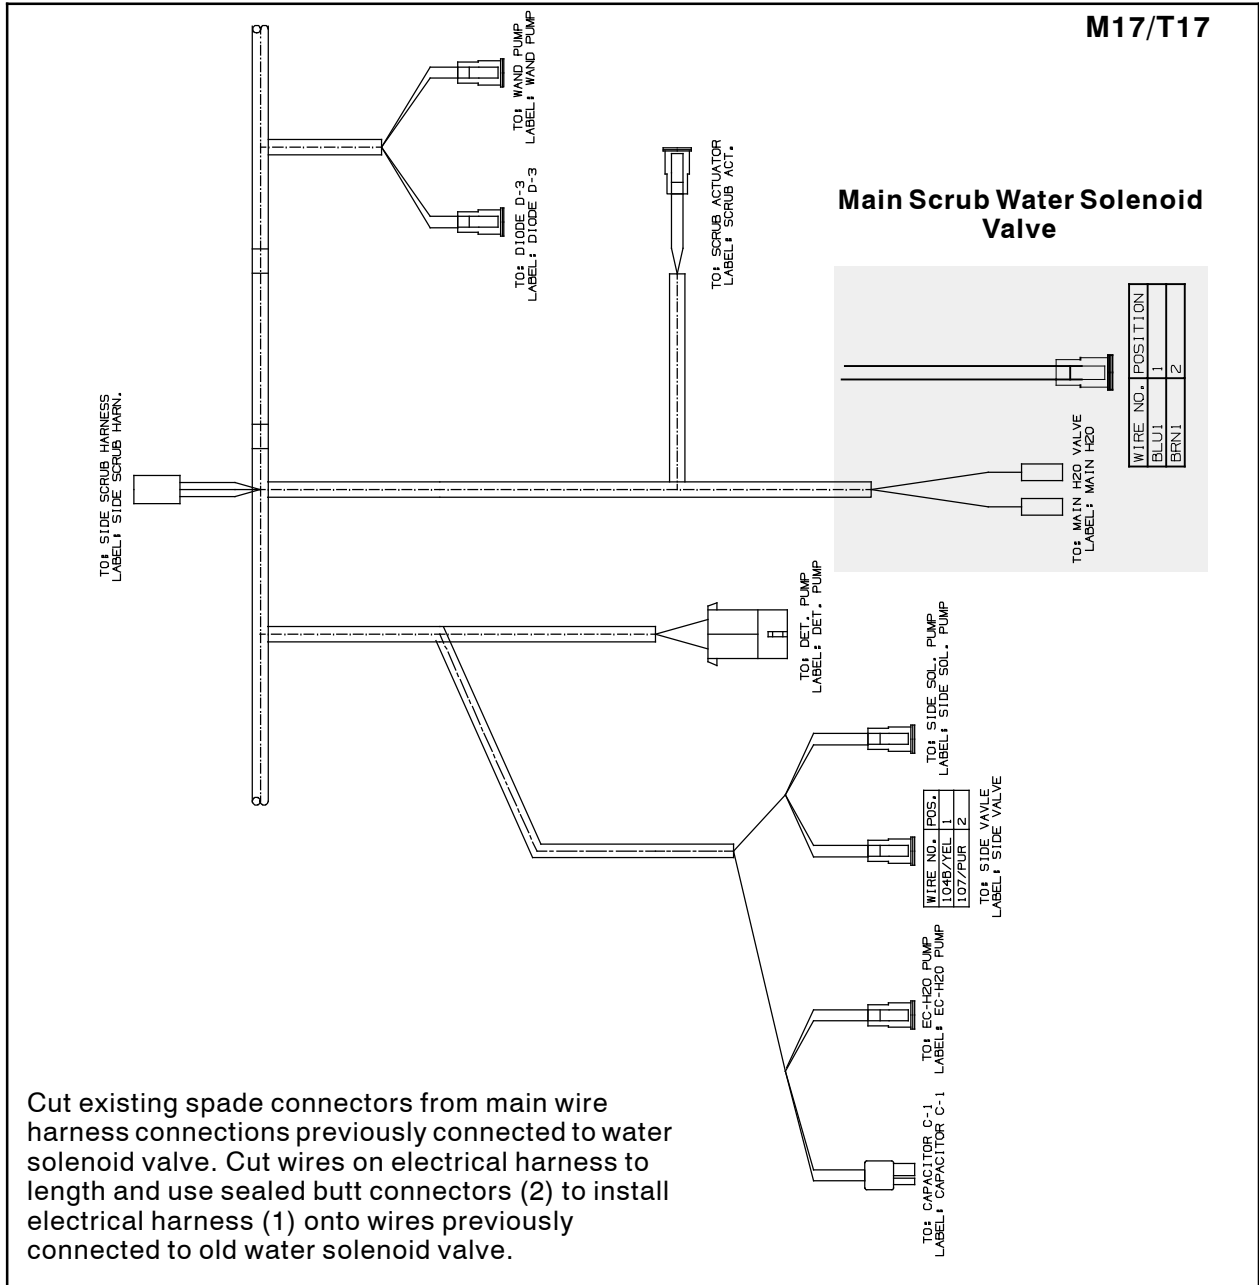 M17/T17
TO: WAND PUMP
LABEL: WAND PUMP
TO: DIODE D-3
LABEL: DIODE D-3
TO: SCRUB ACTUATOR
LABEL: SCRUB ACT.
Main Scrub Water Solenoid
Valve
WIRE NO. POSITION
BLU1 1
BRN1 2
TO: MAIN H2O VALVE
LABEL: MAIN H2O
TO: SIDE SCRUB HARNESS
LABEL: SIDE SCRUB HARN.
TO: DET. PUMP
LABEL: DET. PUMP
TO: SIDE SOL. PUMP
LABEL: SIDE SOL. PUMP
WIRE NO. POS.
104B/YEL 1
107/PUR 2
TO: SIDE VAVLE
LABEL: SIDE VALVE
TO: EC-H2O PUMP
LABEL: EC-H2O PUMP
TO: CAPACITOR C-1
LABEL: CAPACITOR C-1
Cut existing spade connectors from main wire
harness connections previously connected to water
solenoid valve. Cut wires on electrical harness to
length and use sealed butt connectors (2) to install
electrical harness (1) onto wires previously
connected to old water solenoid valve.